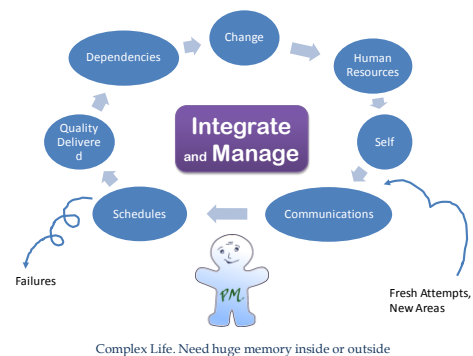 Change
Dependencies
Human
Resources
Quality
Delivere
d
Integrate
and Manage
Self
Schedules
Communications
Failures
PM.
Fresh Attempts,
New Areas
Complex Life. Need huge memory inside or outside